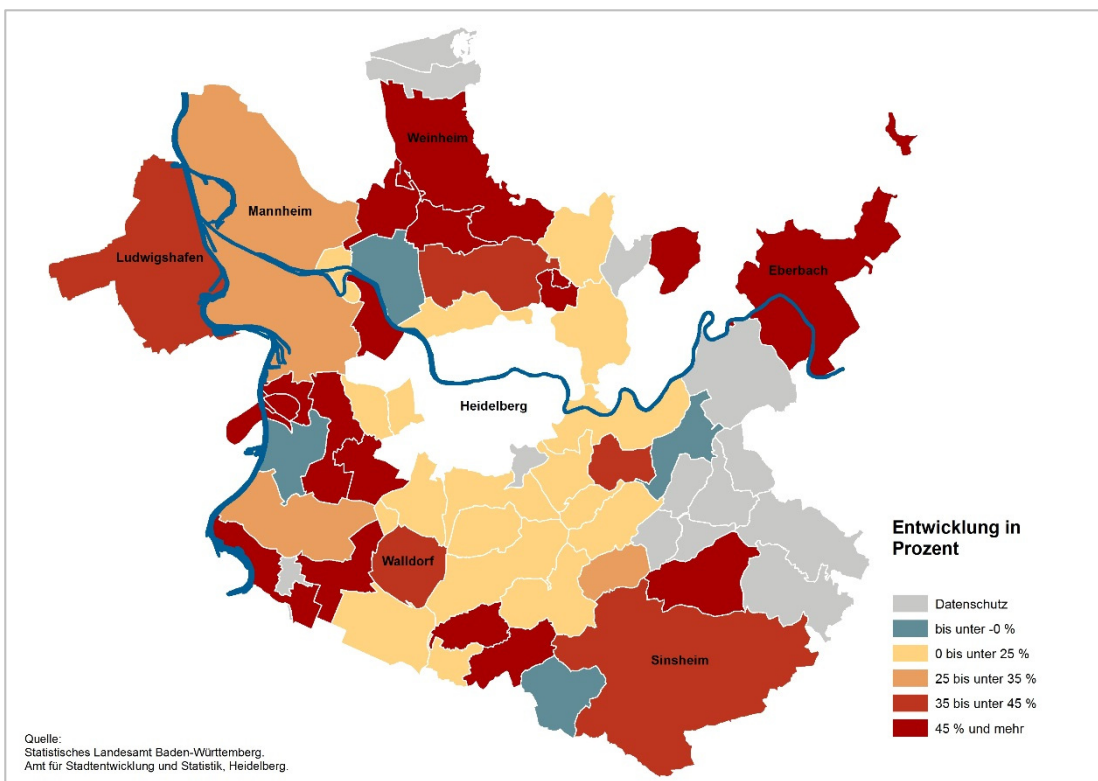 Weinheim
Mannheim
Ludwigshafen
Eberbach
Heidelberg
Walldorf
Sinsheim
Entwicklung in
Prozent
Datenschutz
bis unter -0 %
0 bis unter 25 %
25 bis unter 35 %
35 bis unter 45 %
45 % und mehr
Quelle:
Statistisches Landesamt Baden-Württemberg.
Amt für Stadtentwicklung und Statistik, Heidelberg.